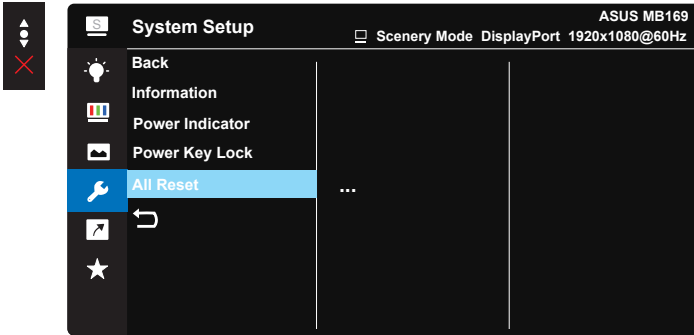 S
System Setup
ASUS MB169
Scenery Mode DisplayPort 1920x1080@60Hz
Back
Information
Power Indicator
Power Key Lock
All Reset
...